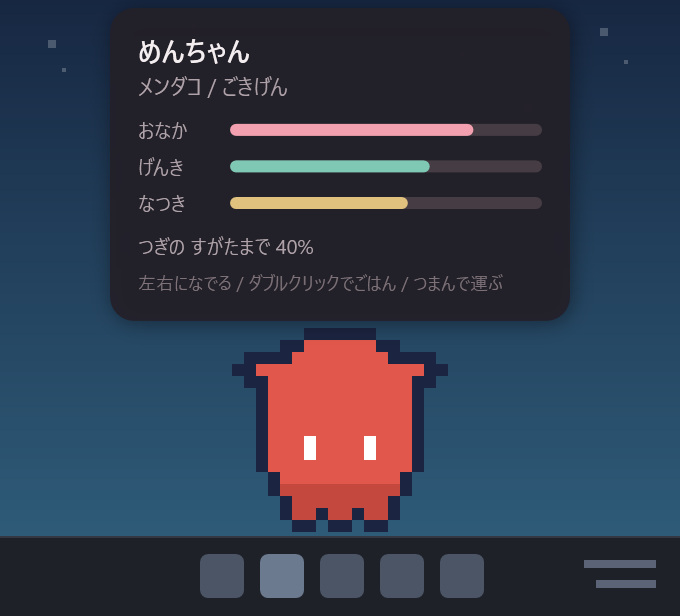 めんちゃん
メンダコ / ごきげん
おなか
げんき
なつき
つぎの すがたまで 40%
左右になでる / ダブルクリックでごはん / つまんで運ぶ